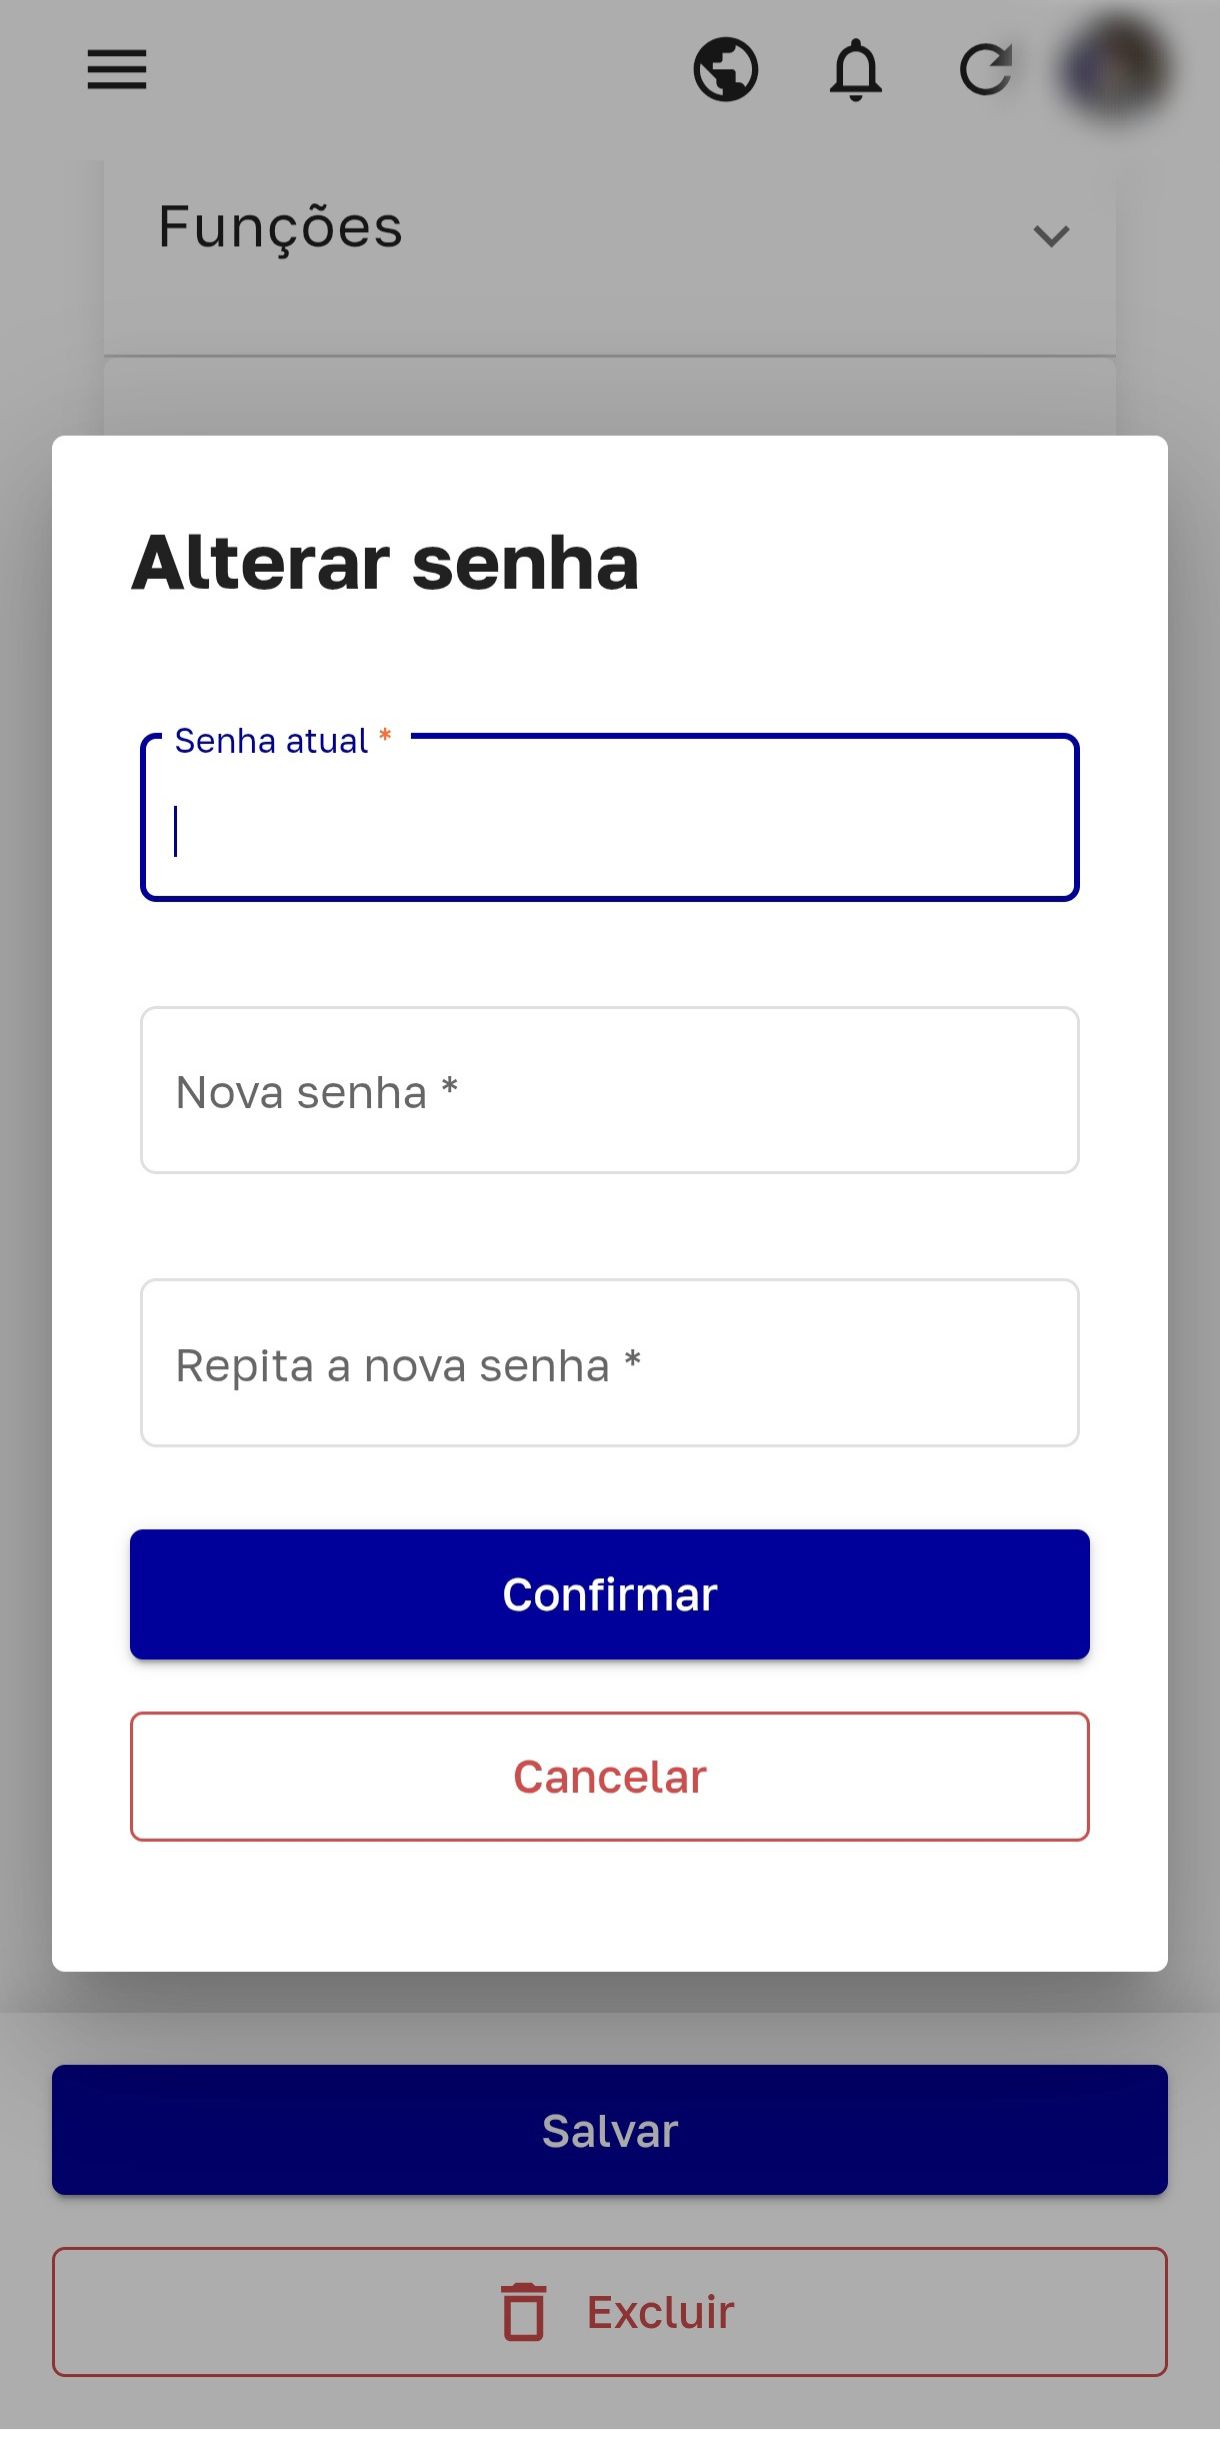 Funções
Alterar senha
Senha atual *
Nova senha *
Repita a nova senha *
Confirmar
Cancelar
Salvar
Excluir